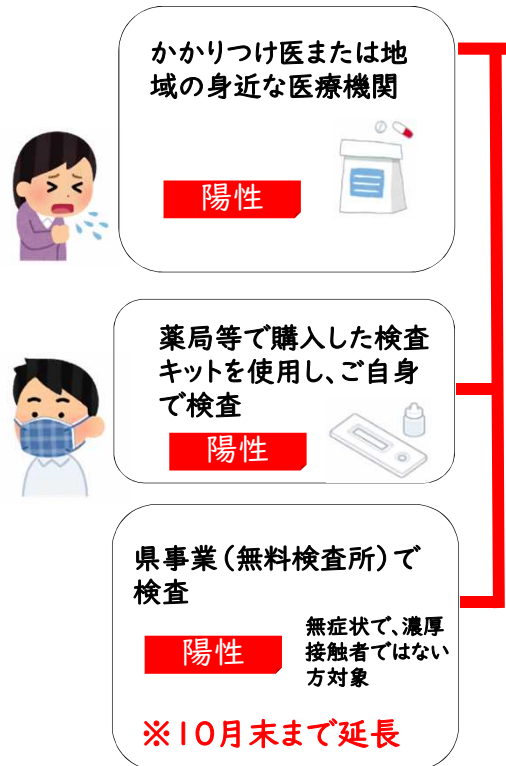 かかりつけ医または地
域の身近な医療機関
陽性
薬局等で購入した検査
キットを使用し、ご自身
で検査
陽性
県事業（無料検査所）で
検査
陽性
無症状で、濃厚
接触者ではない
方対象
※10月末まで延長